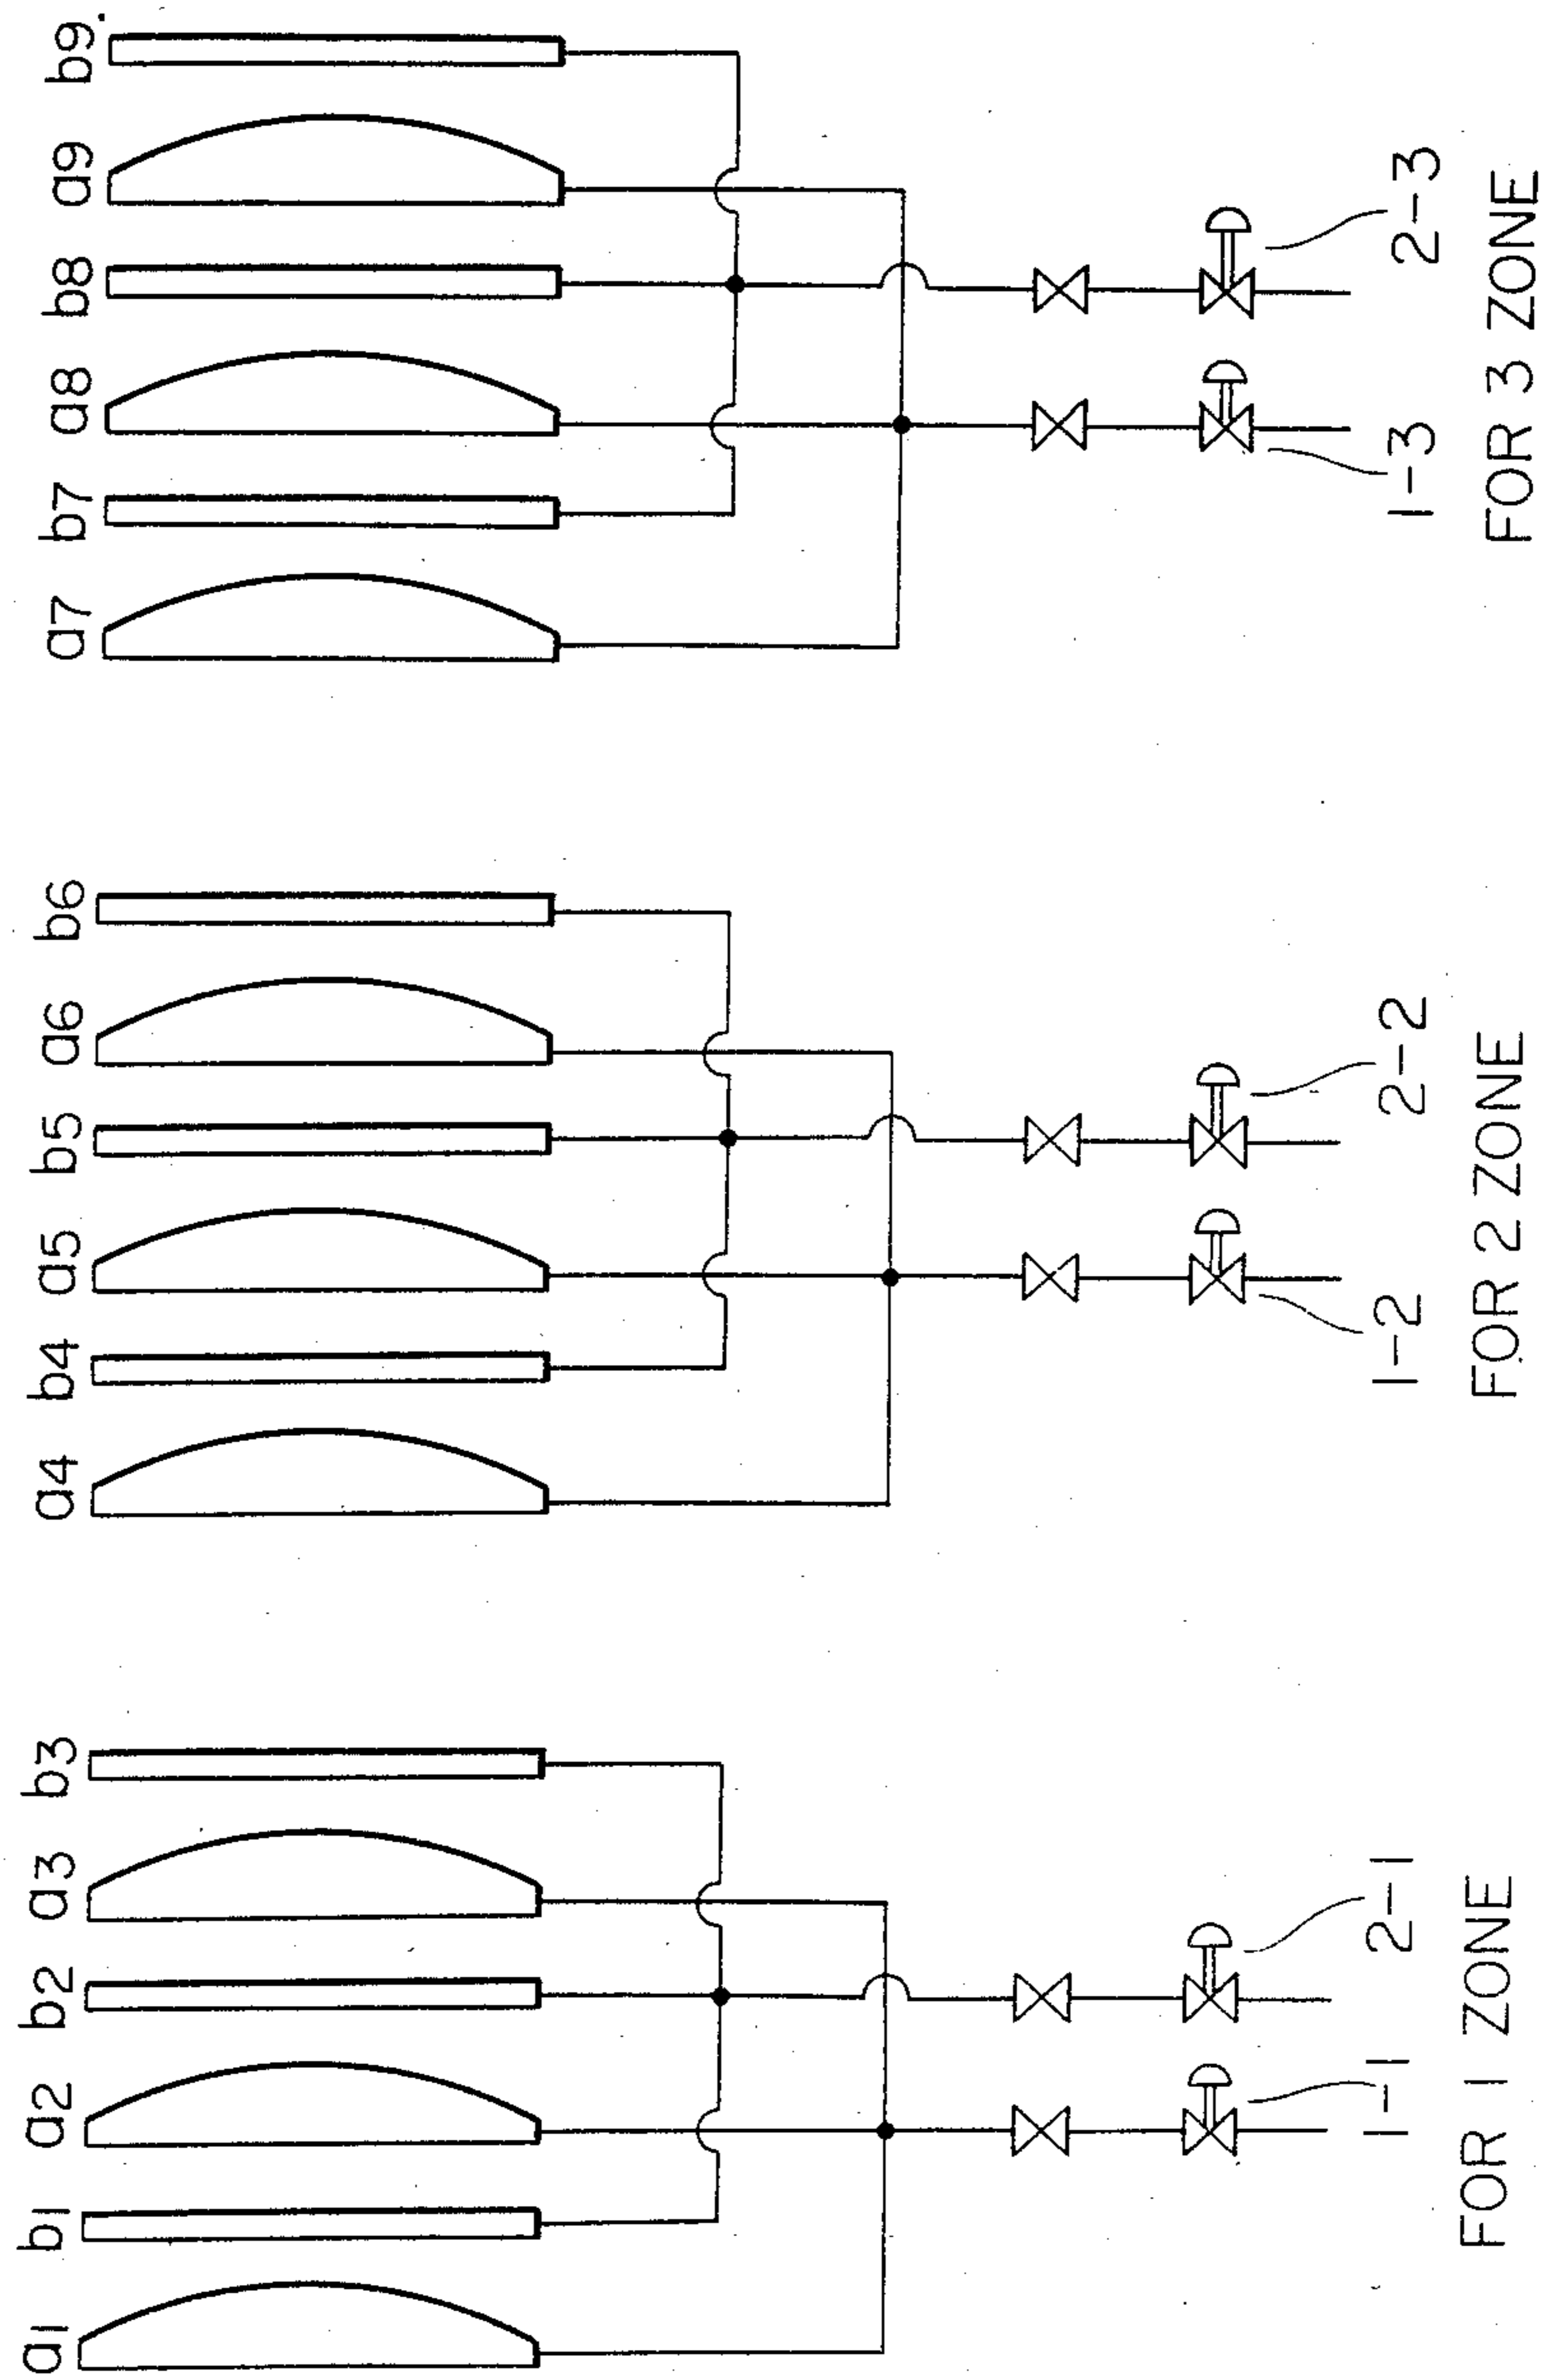 a1 b1 a2 b2 a3 b3 a4 b4 a5 b5 a6 b6 a7 b7 a8 b8 a9 b9
1-1 2-1 1-2 2-2 1-3 2-3
FOR 1 ZONE FOR 2 ZONE FOR 3 ZONE